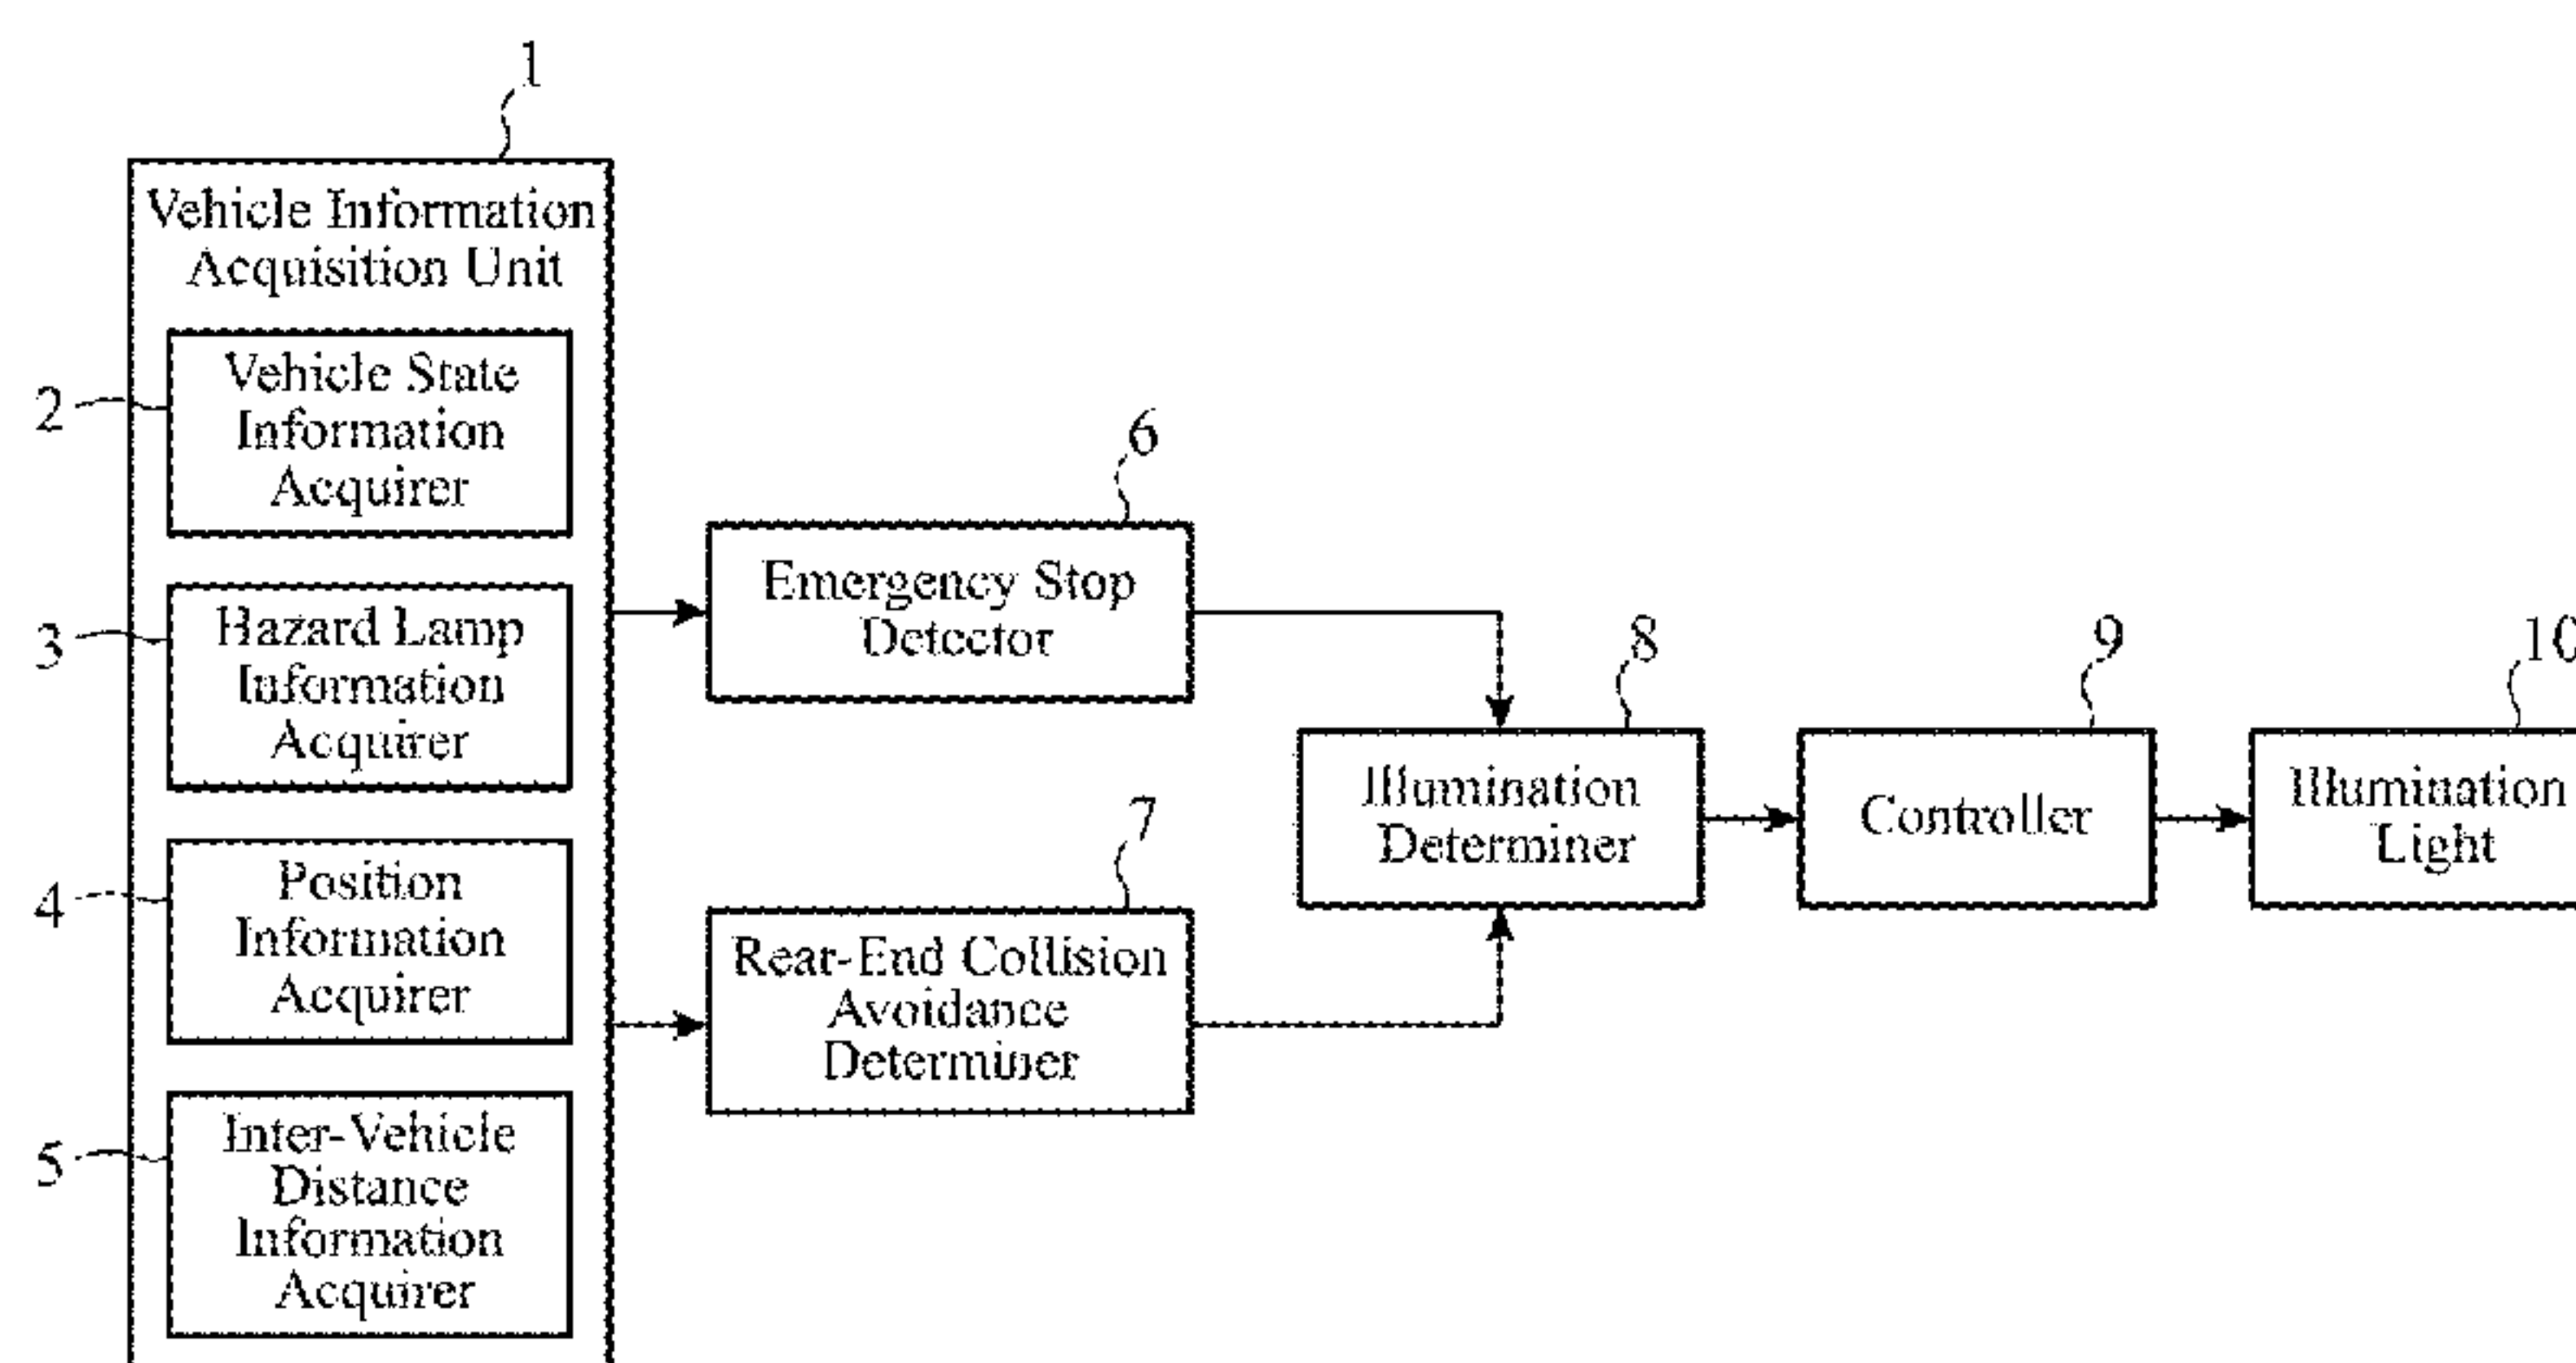 1
Vehicle Information
Acquisition Unit
2
Vehicle State
Information
Acquirer
3
Hazard Lamp
Information
Acquirer
4
Position
Information
Acquirer
5
Inter-Vehicle
Distance
Information
Acquirer
6
Emergency Stop
Detector
7
Rear-End Collision
Avoidance
Determiner
8
Illumination
Determiner
9
Controller
10
Illumination
Light